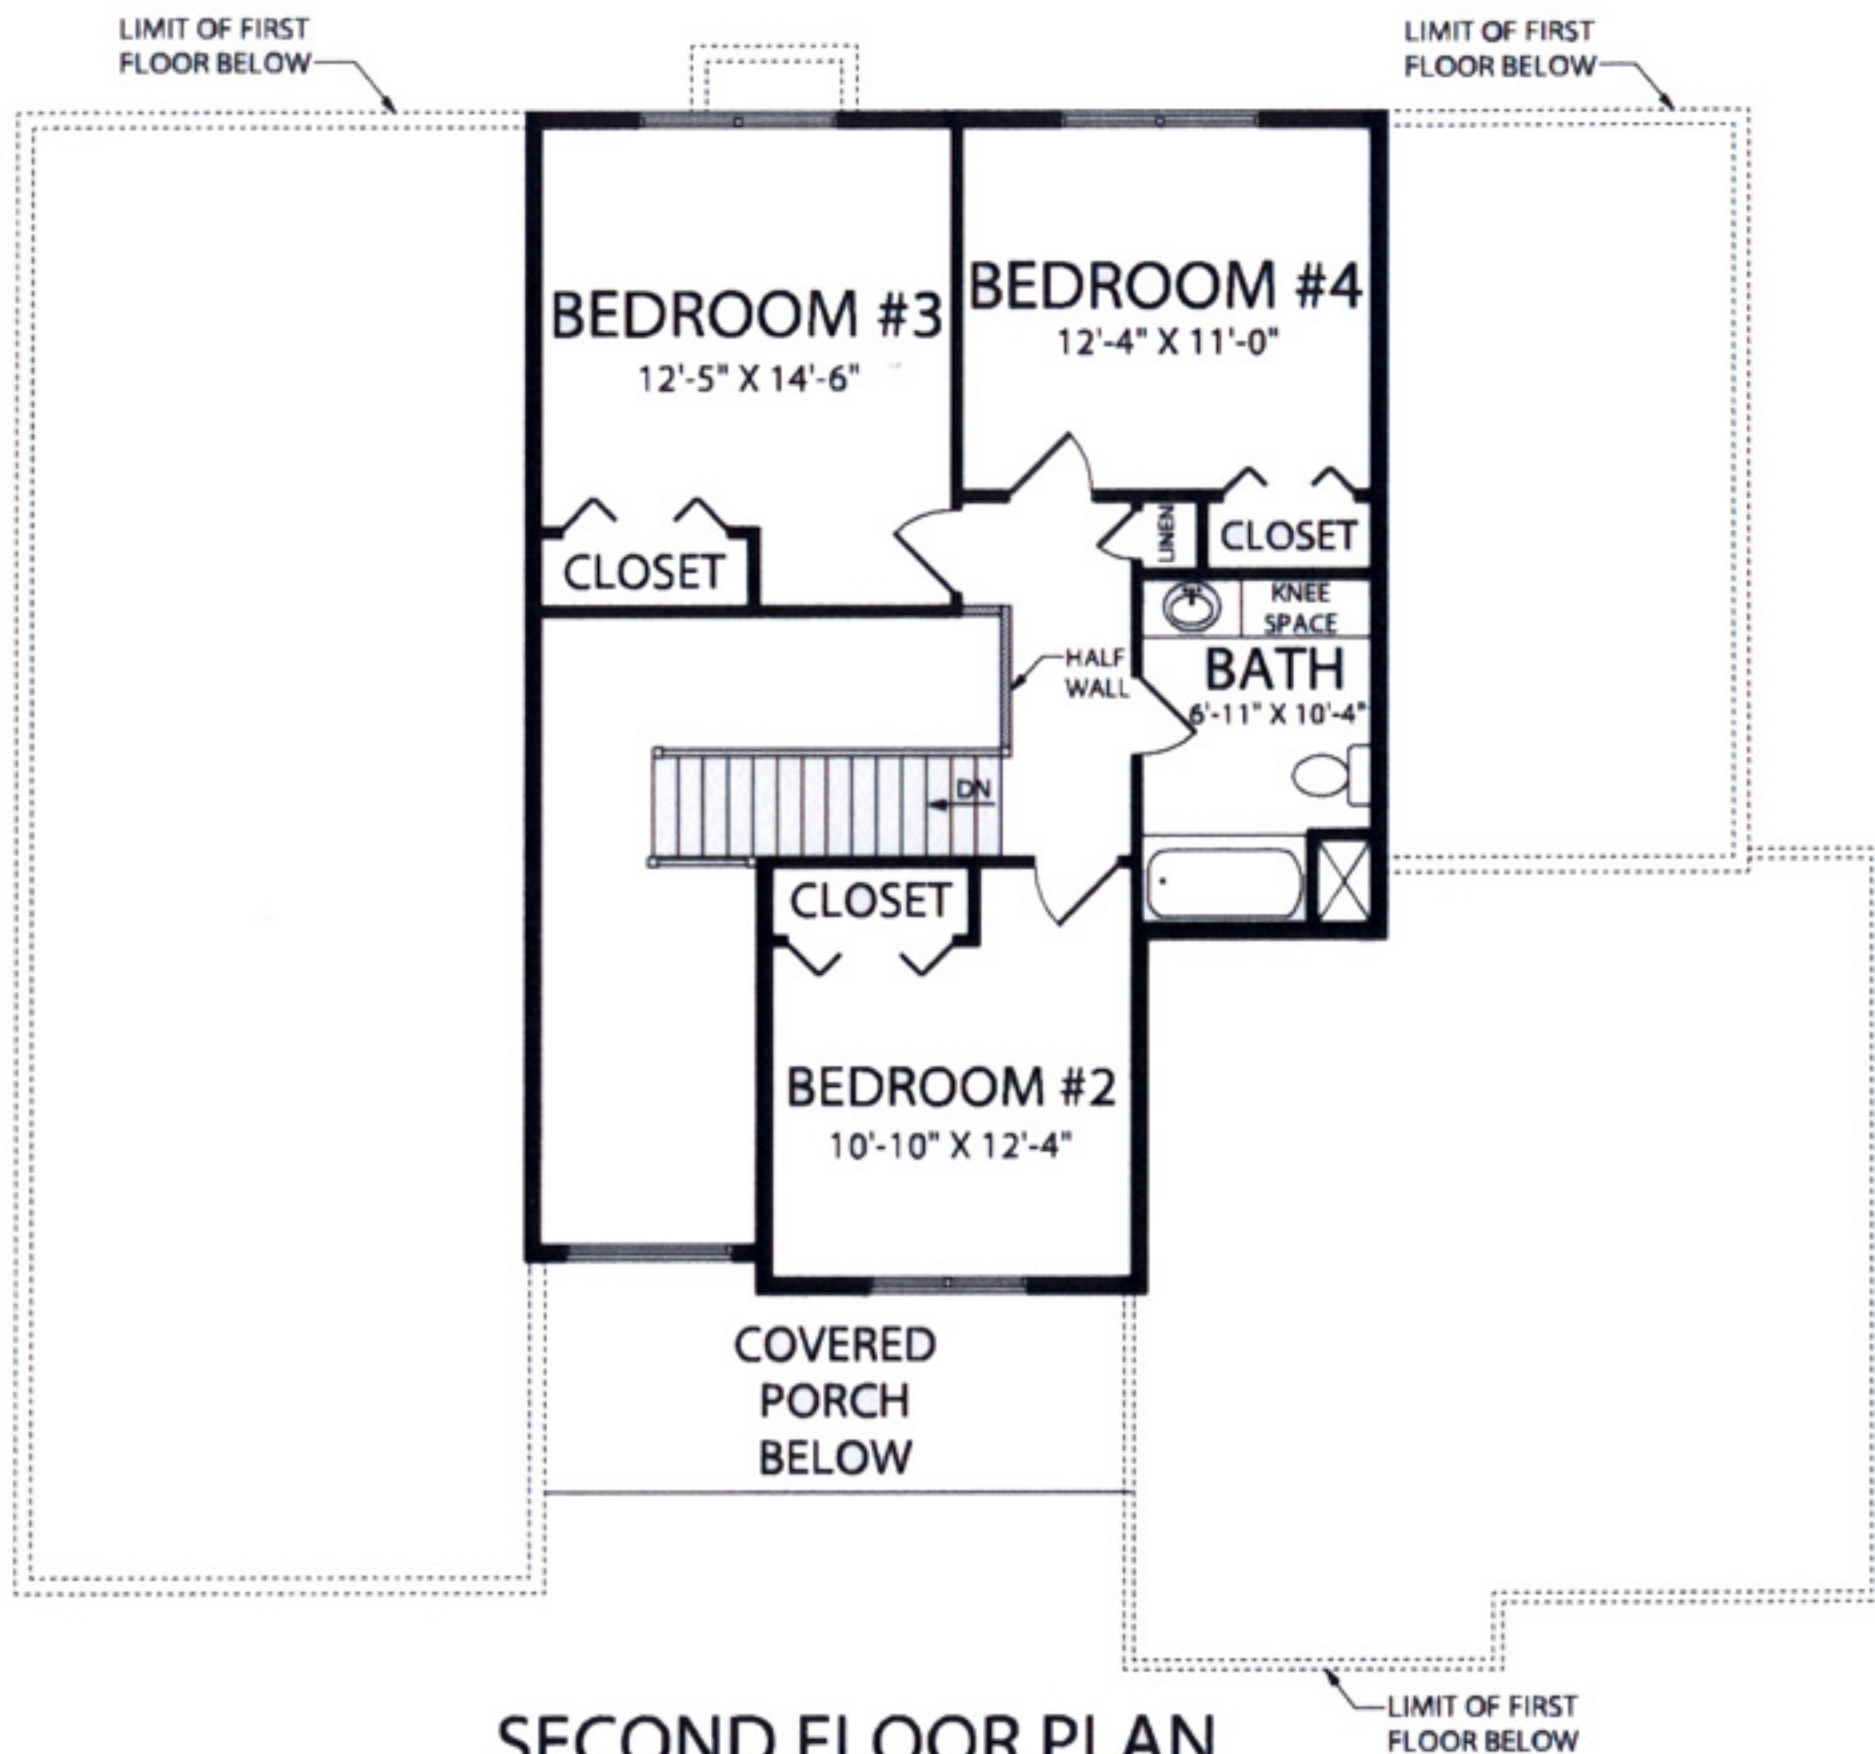 LIMIT OF FIRST
FLOOR BELOW
LIMIT OF FIRST
FLOOR BELOW
BEDROOM #3
12'-5" X 14'-6"
BEDROOM #4
12'-4" X 11'-0"
CLOSET
LINEN
CLOSET
KNEE
SPACE
HALF
WALL
BATH
6'-11" X 10'-4"
DN
CLOSET
BEDROOM #2
10'-10" X 12'-4"
COVERED
PORCH
BELOW
LIMIT OF FIRST
FLOOR BELOW
SECOND FLOOR PLAN